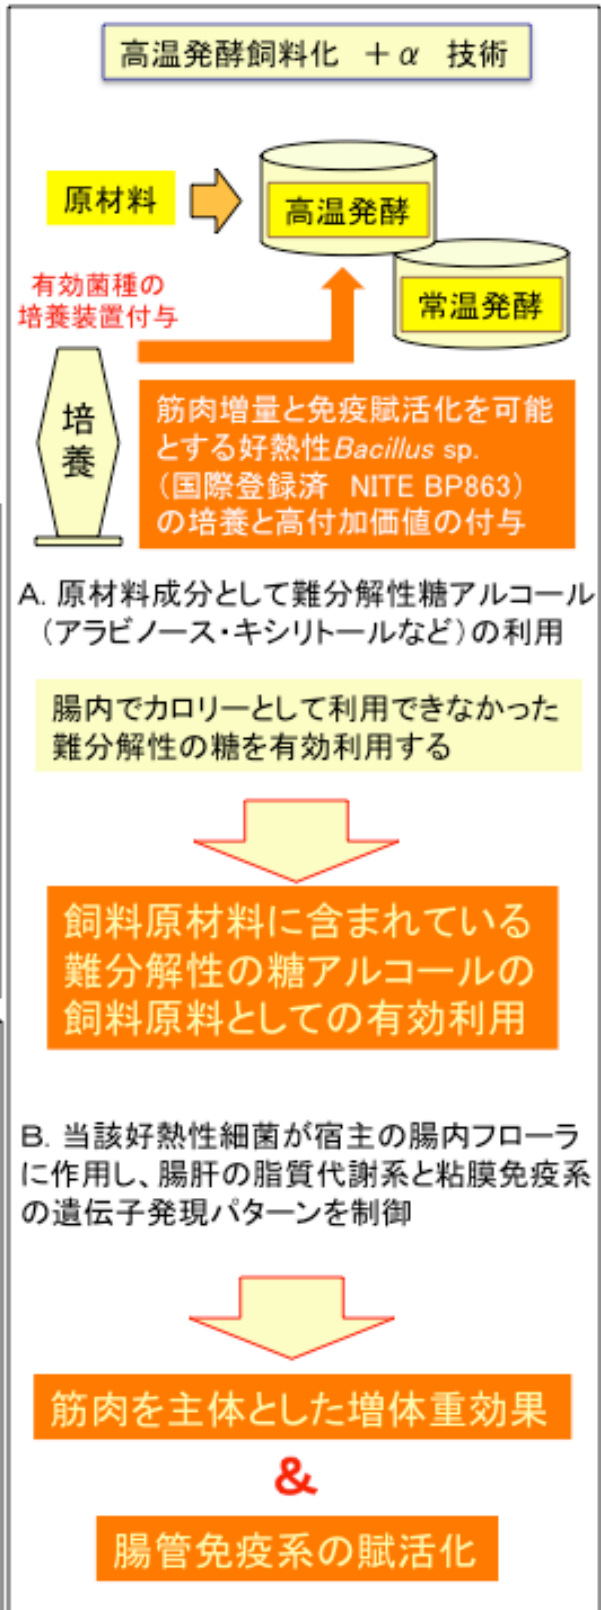 高温発酵飼料化　＋α　技術
原材料
高温発酵
常温発酵
有効菌種の
培養装置付与
培
養
筋肉増量と免疫賦活化を可能
とする好熱性Bacillus sp.
（国際登録済　NITE BP863）
の培養と高付加価値の付与
A. 原材料成分として難分解性糖アルコール
（アラビノース・キシリトールなど）の利用
腸内でカロリーとして利用できなかった
難分解性の糖を有効利用する
飼料原材料に含まれている
難分解性の糖アルコールの
飼料原料としての有効利用
B. 当該好熱性細菌が宿主の腸内フローラ
に作用し、腸肝の脂質代謝系と粘膜免疫系
の遺伝子発現パターンを制御
筋肉を主体とした増体重効果
&
腸管免疫系の賦活化